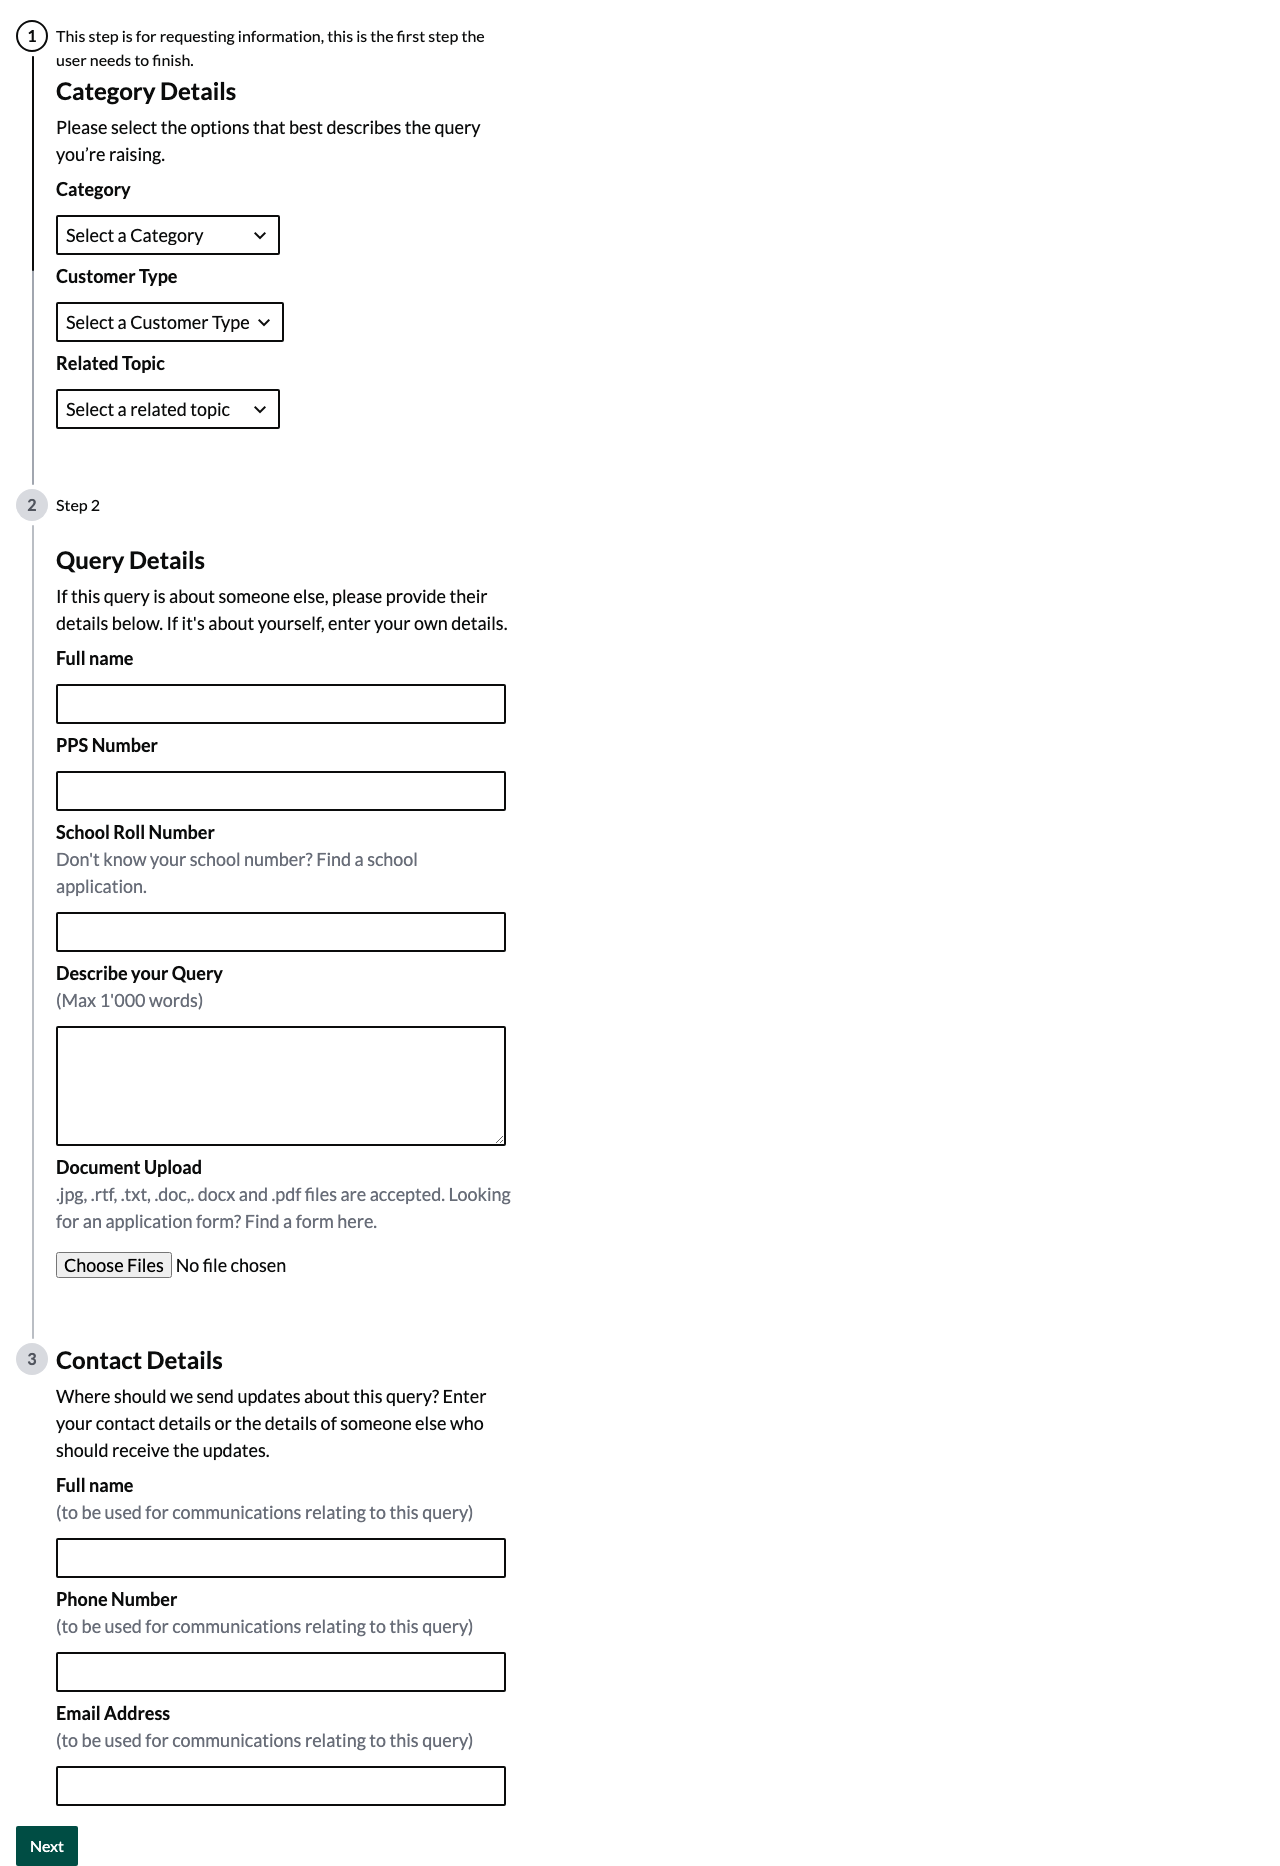 1
This step is for requesting information, this is the first step the
user needs to finish.
Category Details
Please select the options that best describes the query
you’re raising.
Category
Select a Category
Customer Type
Select a Customer Type
Related Topic
Select a related topic
2
Step 2
Query Details
If this query is about someone else, please provide their
details below. If it's about yourself, enter your own details.
Full name
PPS Number
School Roll Number
Don't know your school number? Find a school
application.
Describe your Query
(Max 1'000 words)
Document Upload
.jpg, .rtf, .txt, .doc,. docx and .pdf files are accepted. Looking
for an application form? Find a form here.
Choose Files No file chosen
3
Contact Details
Where should we send updates about this query? Enter
your contact details or the details of someone else who
should receive the updates.
Full name
(to be used for communications relating to this query)
Phone Number
(to be used for communications relating to this query)
Email Address
(to be used for communications relating to this query)
Next